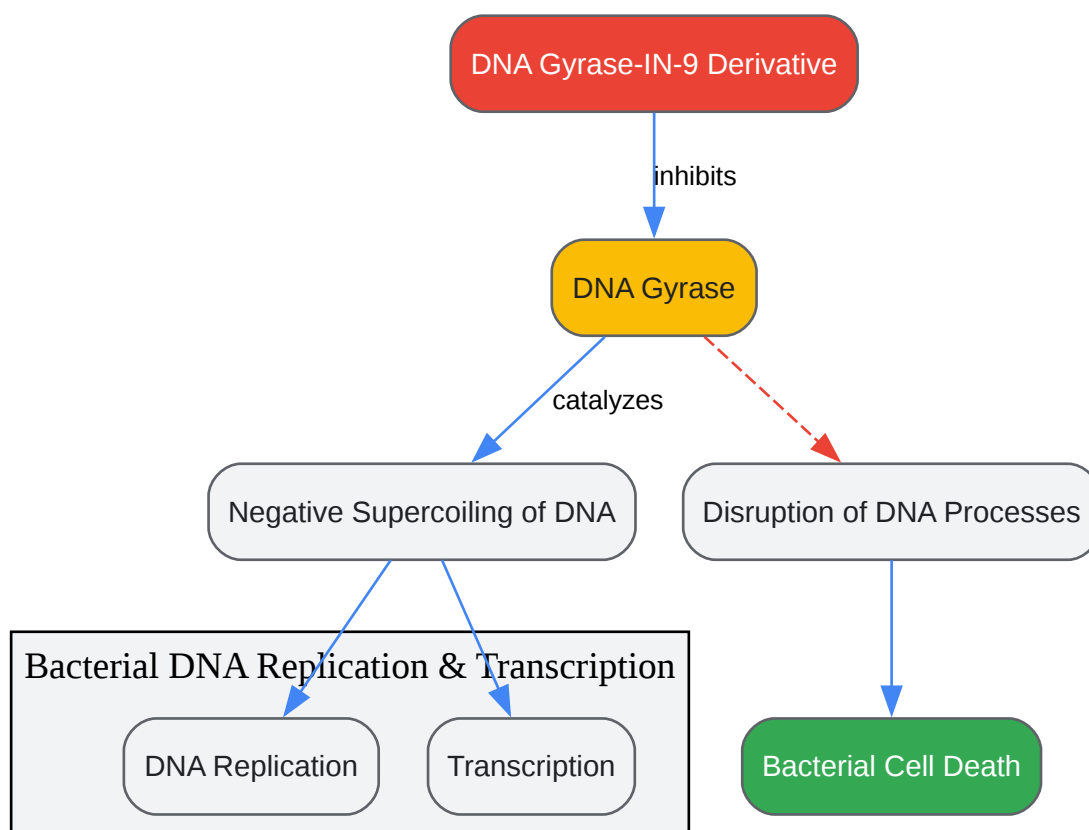 DNA Gyrase-IN-9 Derivative
inhibits
DNA Gyrase
catalyzes
Negative Supercoiling of DNA
Disruption of DNA Processes
Bacterial DNA Replication & Transcription
DNA Replication
Transcription
Bacterial Cell Death